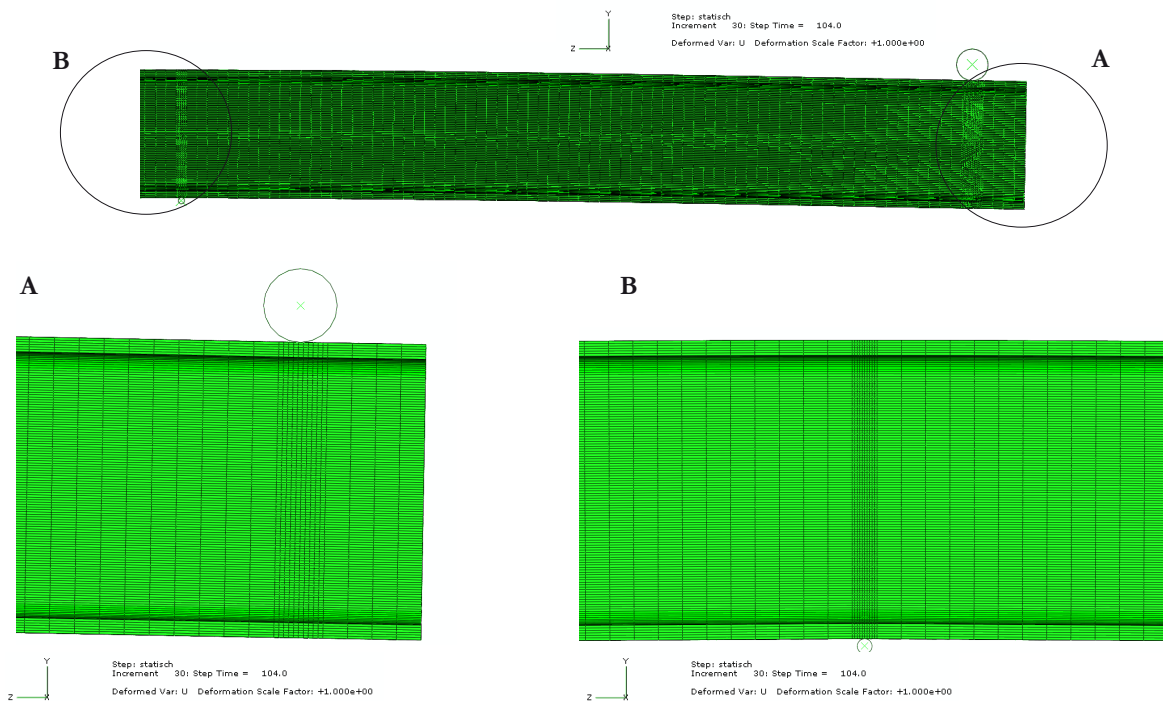 Y
Z
X
Step: statisch
Increment 30: Step Time = 104.0
Deformed Var: U Deformation Scale Factor: +1.000e+00
B
A
A
B
Y
Z
X
Step: statisch
Increment 30: Step Time = 104.0
Deformed Var: U Deformation Scale Factor: +1.000e+00
Y
Z
X
Step: statisch
Increment 30: Step Time = 104.0
Deformed Var: U Deformation Scale Factor: +1.000e+00